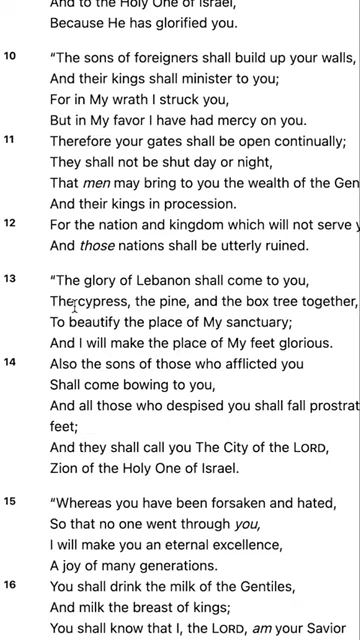 And to the Holy One of Israel,
Because He has glorified you.
10 “The sons of foreigners shall build up your walls,
And their kings shall minister to you;
For in My wrath I struck you,
But in My favor I have had mercy on you.
11 Therefore your gates shall be open continually;
They shall not be shut day or night,
That men may bring to you the wealth of the Gen
And their kings in procession.
12 For the nation and kingdom which will not serve y
And those nations shall be utterly ruined.
13 “The glory of Lebanon shall come to you,
The cypress, the pine, and the box tree together,
To beautify the place of My sanctuary;
And I will make the place of My feet glorious.
14 Also the sons of those who afflicted you
Shall come bowing to you,
And all those who despised you shall fall prostrat
feet;
And they shall call you The City of the LORD,
Zion of the Holy One of Israel.
15 “Whereas you have been forsaken and hated,
So that no one went through you,
I will make you an eternal excellence,
A joy of many generations.
16 You shall drink the milk of the Gentiles,
And milk the breast of kings;
You shall know that I, the LORD, am your Savior